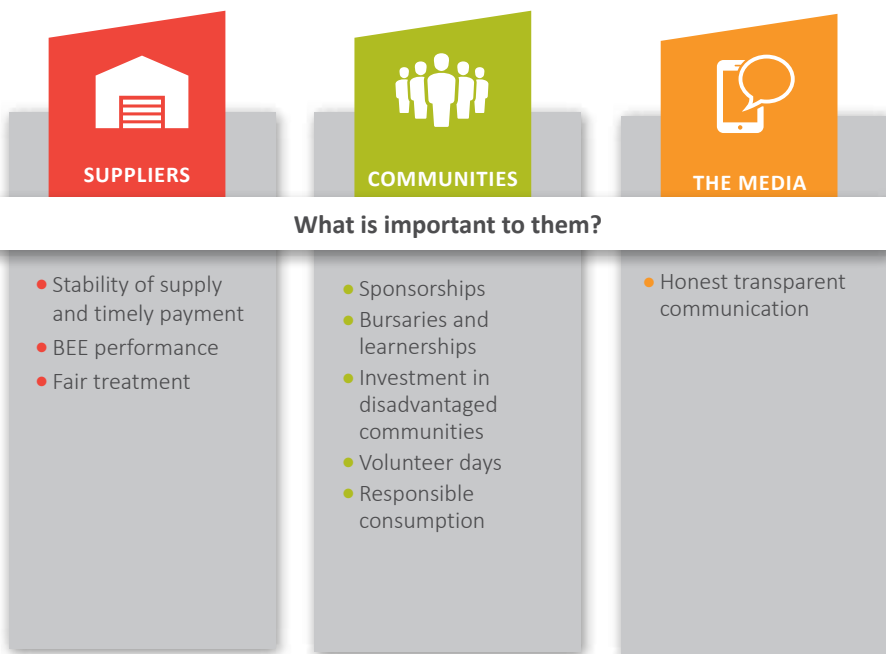 SUPPLIERS
COMMUNITIES
THE MEDIA
What is important to them?
Stability of supply
and timely payment
BEE performance
Fair treatment
Sponsorships
Bursaries and
learnerships
Investment in
disadvantaged
communities
Volunteer days
Responsible
consumption
Honest transparent
communication